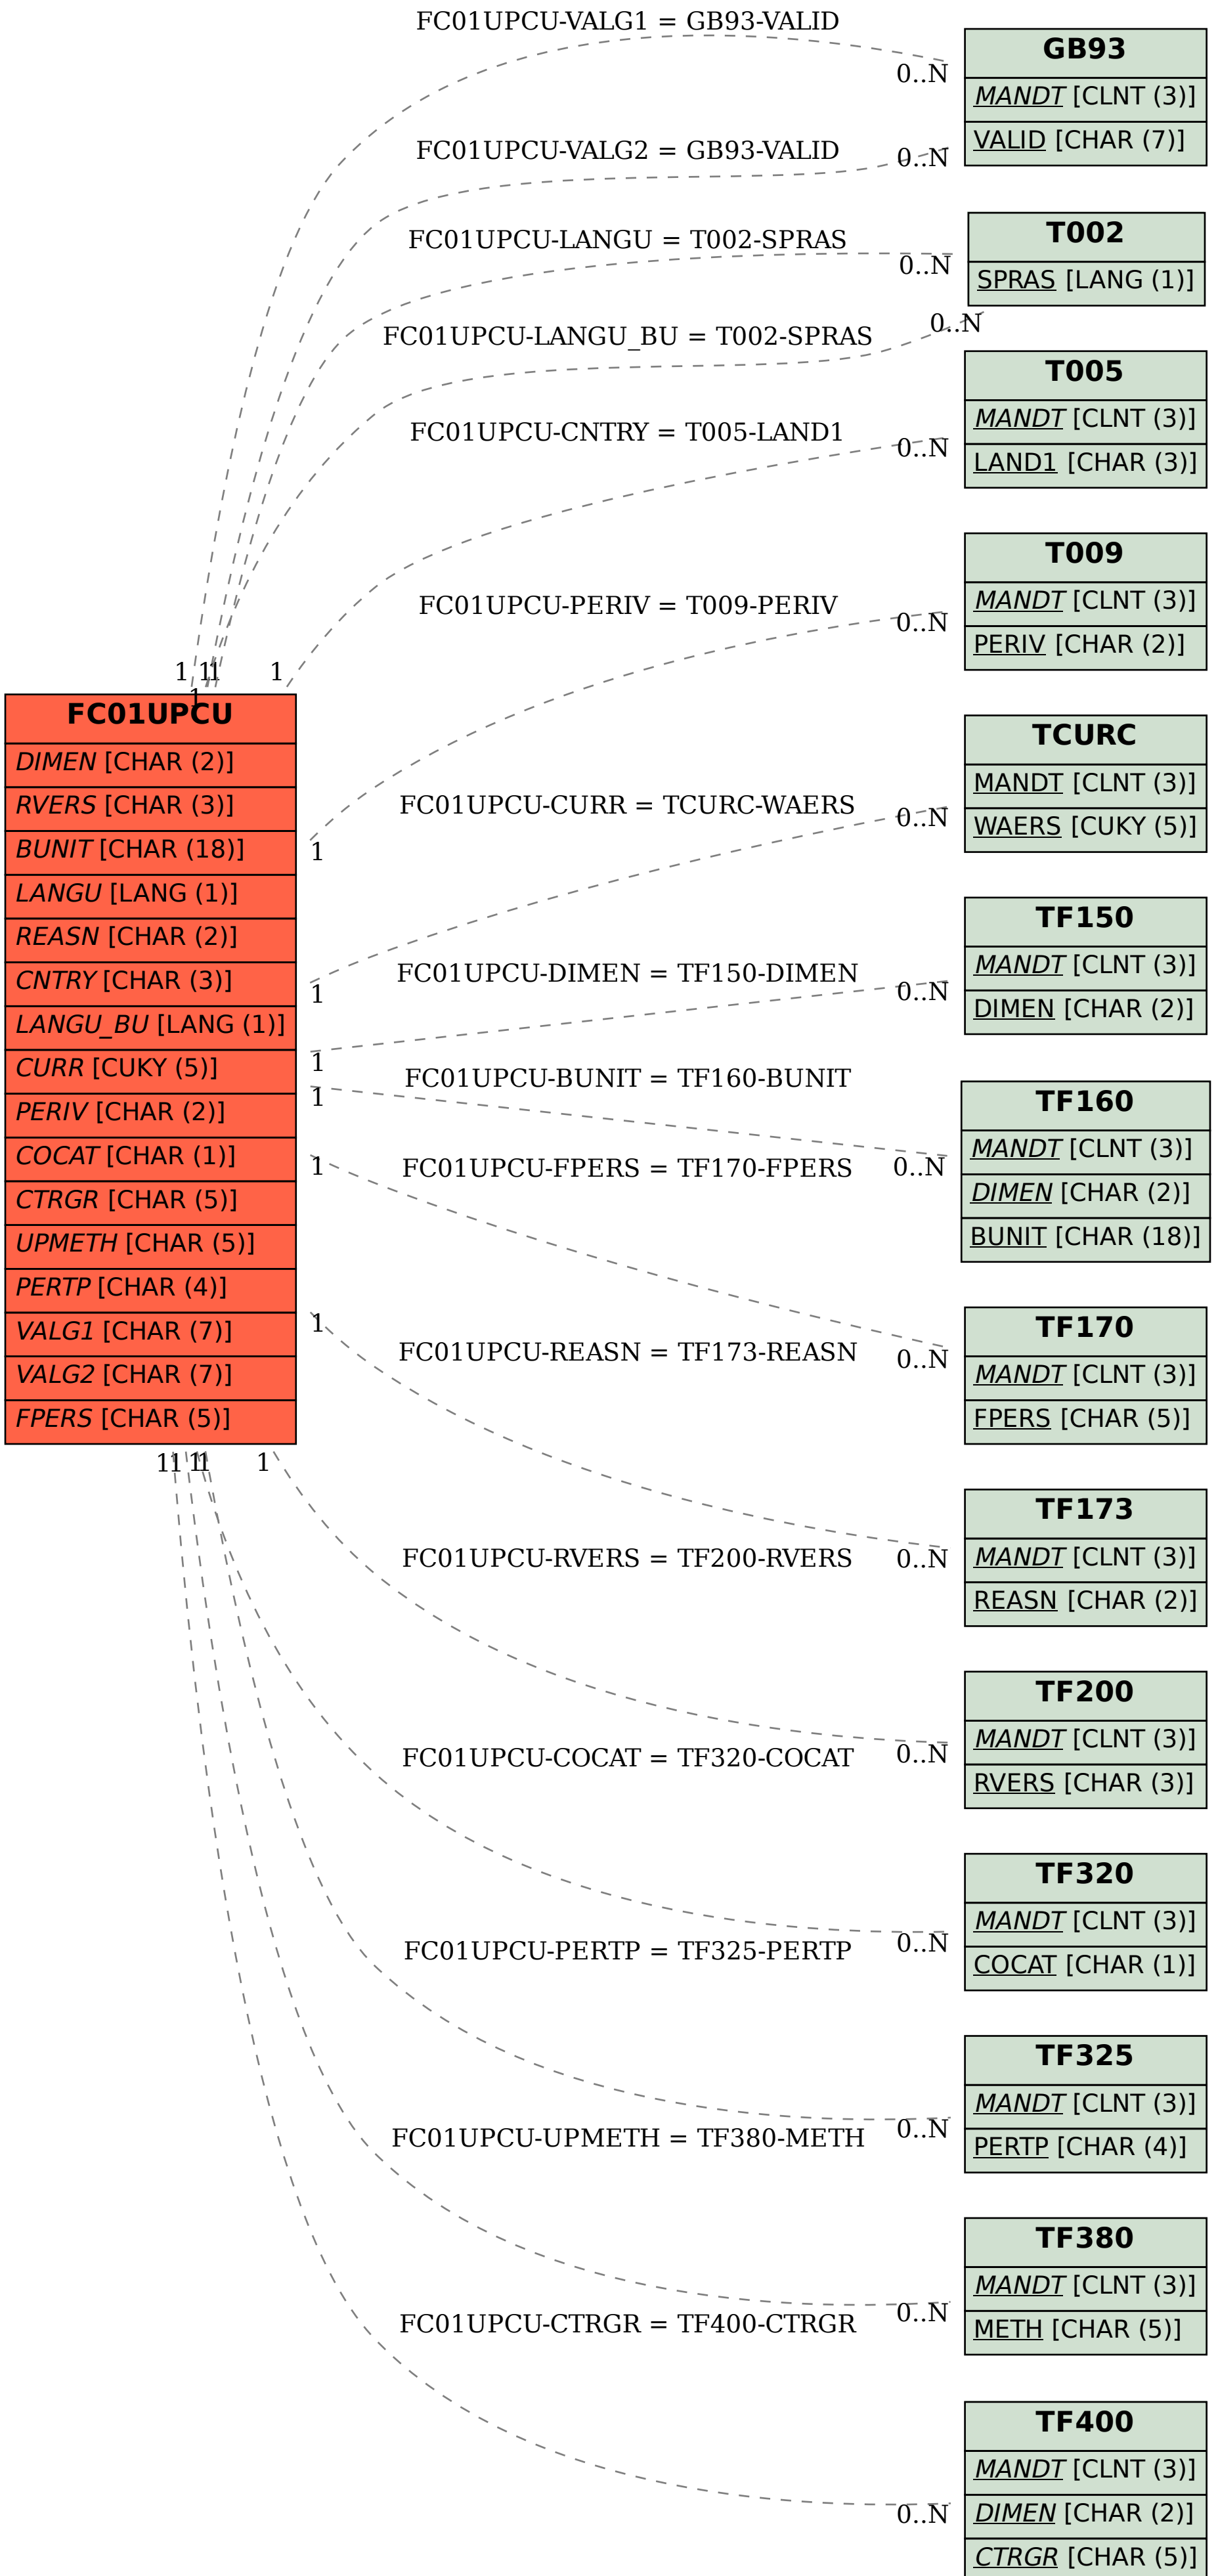 FC01UPCU-VALG1 = GB93-VALID
0..N
GB93
MANDT [CLNT (3)]
VALID [CHAR (7)]
FC01UPCU-VALG2 = GB93-VALID
0..N
T002
SPRAS [LANG (1)]
FC01UPCU-LANGU = T002-SPRAS
0..N
FC01UPCU-LANGU_BU = T002-SPRAS
0..N
T005
MANDT [CLNT (3)]
LAND1 [CHAR (3)]
FC01UPCU-CNTRY = T005-LAND1
0..N
T009
MANDT [CLNT (3)]
PERIV [CHAR (2)]
FC01UPCU-PERIV = T009-PERIV
0..N
1
1
1
1
1
FC01UPCU
DIMEN [CHAR (2)]
RVERS [CHAR (3)]
BUNIT [CHAR (18)]
LANGU [LANG (1)]
REASN [CHAR (2)]
CNTRY [CHAR (3)]
LANGU_BU [LANG (1)]
CURR [CUKY (5)]
PERIV [CHAR (2)]
COCAT [CHAR (1)]
CTRGR [CHAR (5)]
UPMETH [CHAR (5)]
PERTP [CHAR (4)]
VALG1 [CHAR (7)]
VALG2 [CHAR (7)]
FPERS [CHAR (5)]
1
1
1
1
1
1
1
1
1
1
1
TCURC
MANDT [CLNT (3)]
WAERS [CUKY (5)]
FC01UPCU-CURR = TCURC-WAERS
0..N
TF150
MANDT [CLNT (3)]
DIMEN [CHAR (2)]
FC01UPCU-DIMEN = TF150-DIMEN
0..N
FC01UPCU-BUNIT = TF160-BUNIT
0..N
TF160
MANDT [CLNT (3)]
DIMEN [CHAR (2)]
BUNIT [CHAR (18)]
FC01UPCU-FPERS = TF170-FPERS
0..N
TF170
MANDT [CLNT (3)]
FPERS [CHAR (5)]
FC01UPCU-REASN = TF173-REASN
0..N
TF173
MANDT [CLNT (3)]
REASN [CHAR (2)]
FC01UPCU-RVERS = TF200-RVERS
0..N
TF200
MANDT [CLNT (3)]
RVERS [CHAR (3)]
FC01UPCU-COCAT = TF320-COCAT
0..N
TF320
MANDT [CLNT (3)]
COCAT [CHAR (1)]
FC01UPCU-PERTP = TF325-PERTP
0..N
TF325
MANDT [CLNT (3)]
PERTP [CHAR (4)]
FC01UPCU-UPMETH = TF380-METH
0..N
TF380
MANDT [CLNT (3)]
METH [CHAR (5)]
FC01UPCU-CTRGR = TF400-CTRGR
0..N
TF400
MANDT [CLNT (3)]
DIMEN [CHAR (2)]
CTRGR [CHAR (5)]